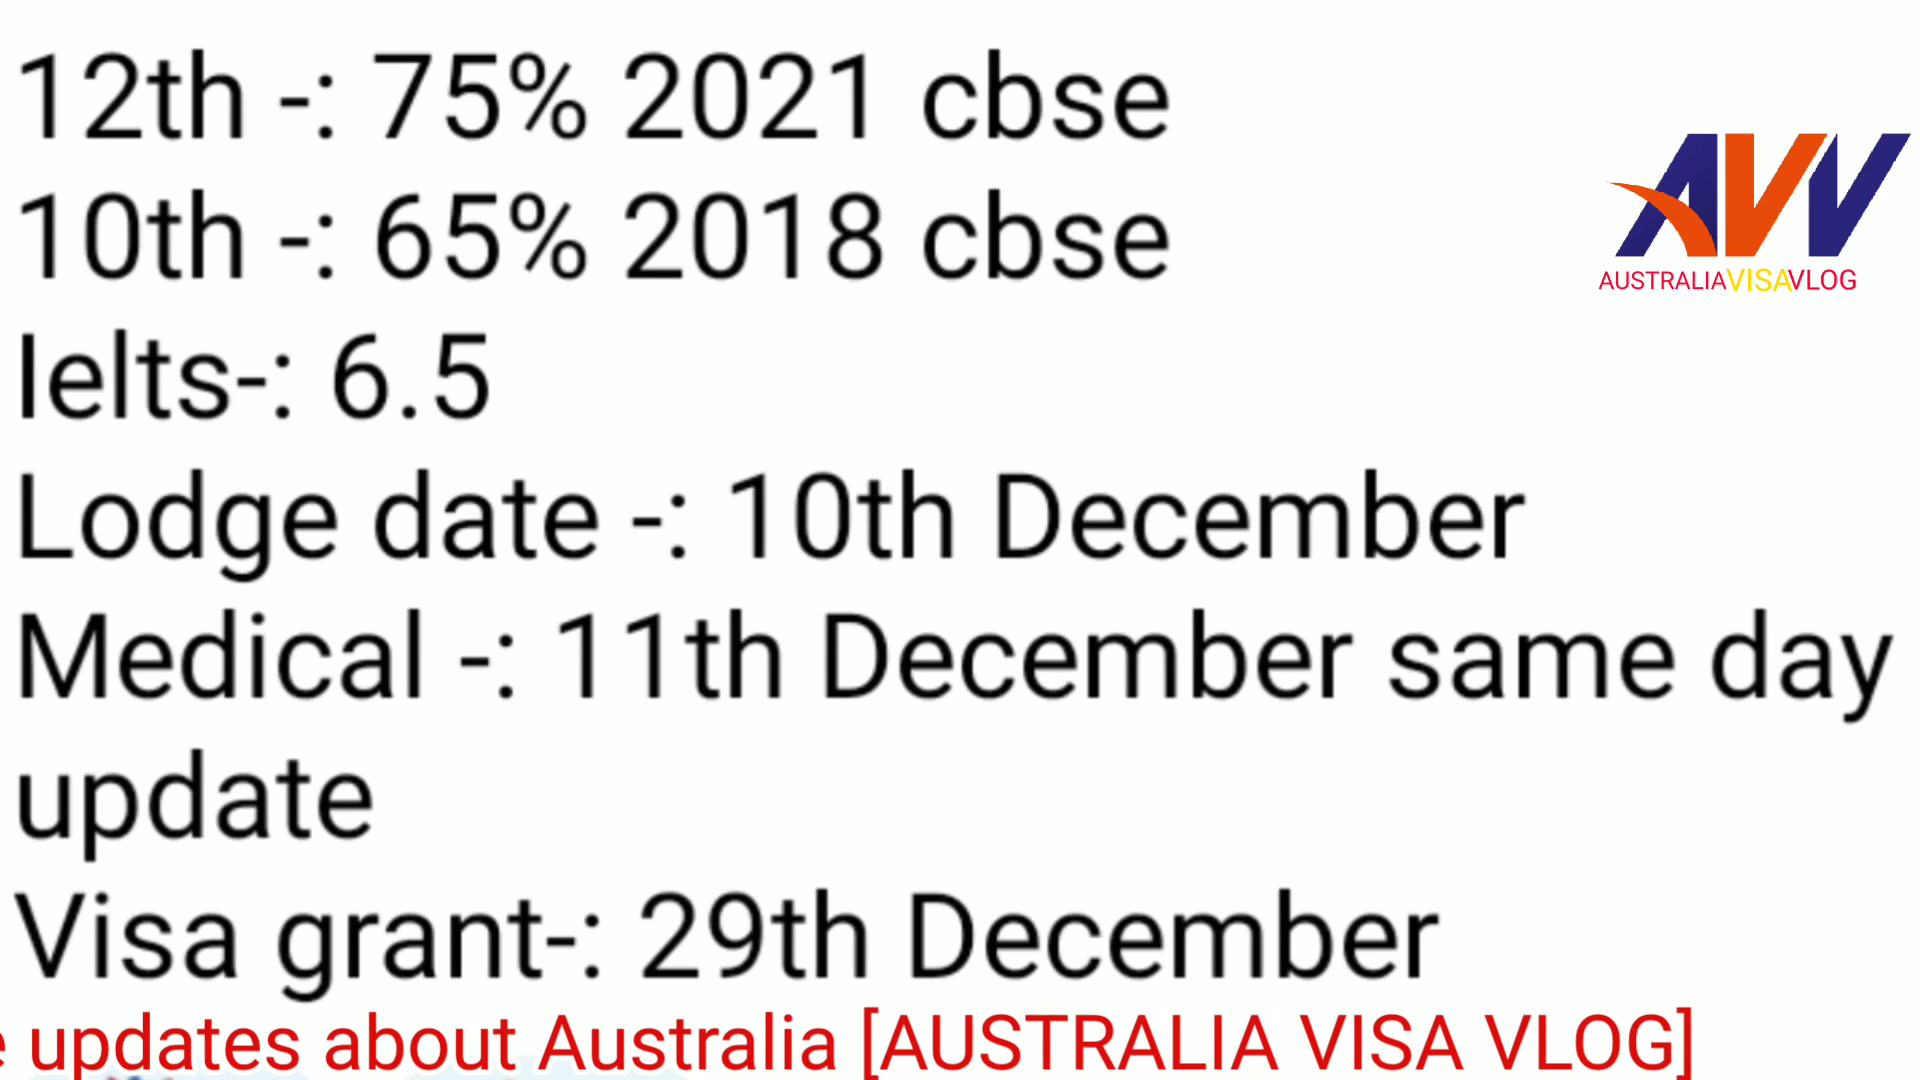 12th -: 75% 2021 cbse
10th -: 65% 2018 cbse
Ielts-: 6.5
Lodge date -: 10th December
Medical -: 11th December same day
update
Visa grant-: 29th December
AVV
AUSTRALIAVISAVLOG
updates about Australia [AUSTRALIA VISA VLOG]